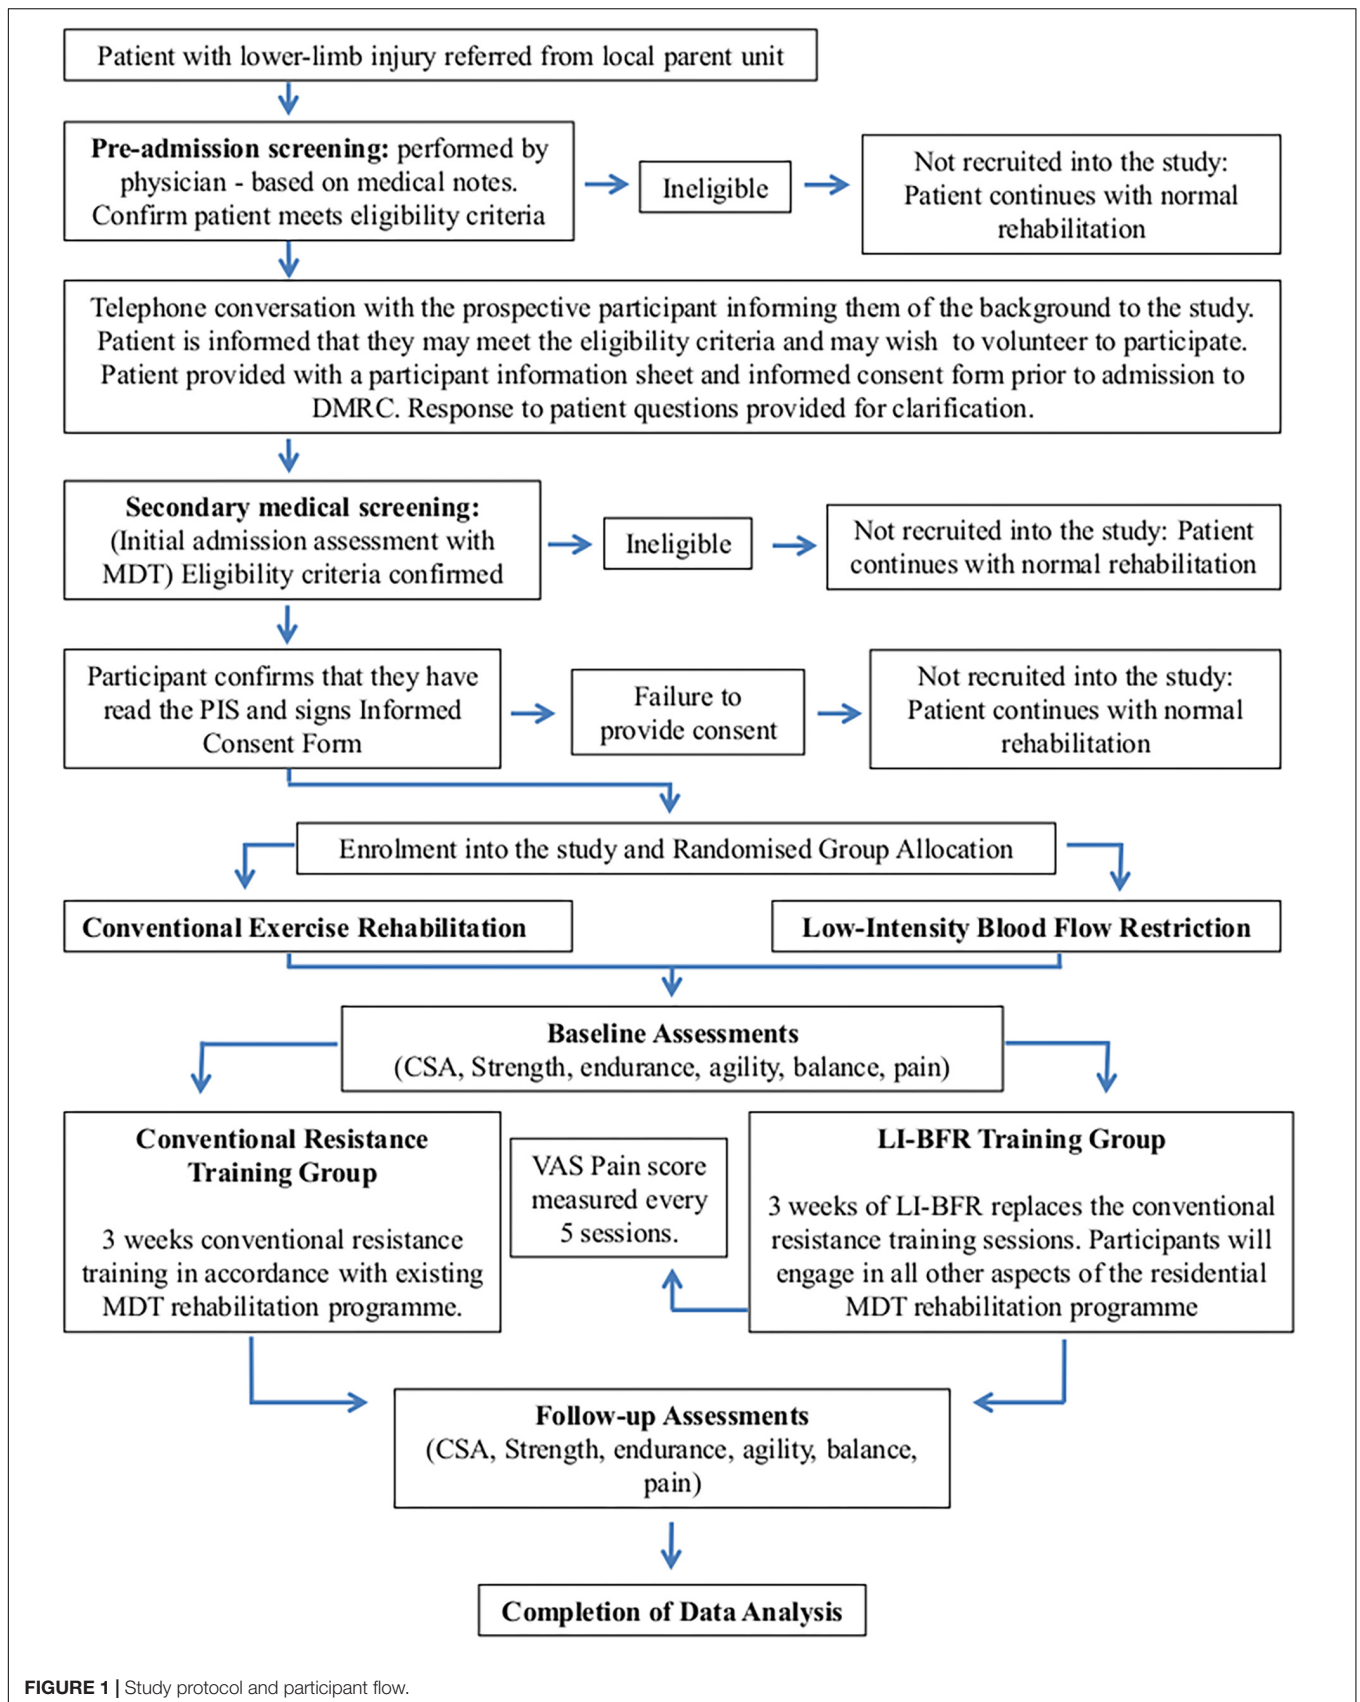 Patient with lower-limb injury referred from local parent unit
Pre-admission screening: performed by
physician - based on medical notes.
Confirm patient meets eligibility criteria
Ineligible
Not recruited into the study:
Patient continues with normal
rehabilitation
Telephone conversation with the prospective participant informing them of the background to the study.
Patient is informed that they may meet the eligibility criteria and may wish to volunteer to participate.
Patient provided with a participant information sheet and informed consent form prior to admission to
DMRC. Response to patient questions provided for clarification.
Secondary medical screening:
(Initial admission assessment with
MDT) Eligibility criteria confirmed
Ineligible
Not recruited into the study: Patient
continues with normal rehabilitation
Participant confirms that they have
read the PIS and signs Informed
Consent Form
Failure to
provide consent
Not recruited into the study:
Patient continues with normal
rehabilitation
Enrolment into the study and Randomised Group Allocation
Conventional Exercise Rehabilitation
Low-Intensity Blood Flow Restriction
Baseline Assessments
(CSA, Strength, endurance, agility, balance, pain)
Conventional Resistance
Training Group
3 weeks conventional resistance
training in accordance with existing
MDT rehabilitation programme.
VAS Pain score
measured every
5 sessions.
LI-BFR Training Group
3 weeks of LI-BFR replaces the conventional
resistance training sessions. Participants will
engage in all other aspects of the residential
MDT rehabilitation programme
Follow-up Assessments
(CSA, Strength, endurance, agility, balance,
pain)
Completion of Data Analysis
FIGURE 1 | Study protocol and participant flow.